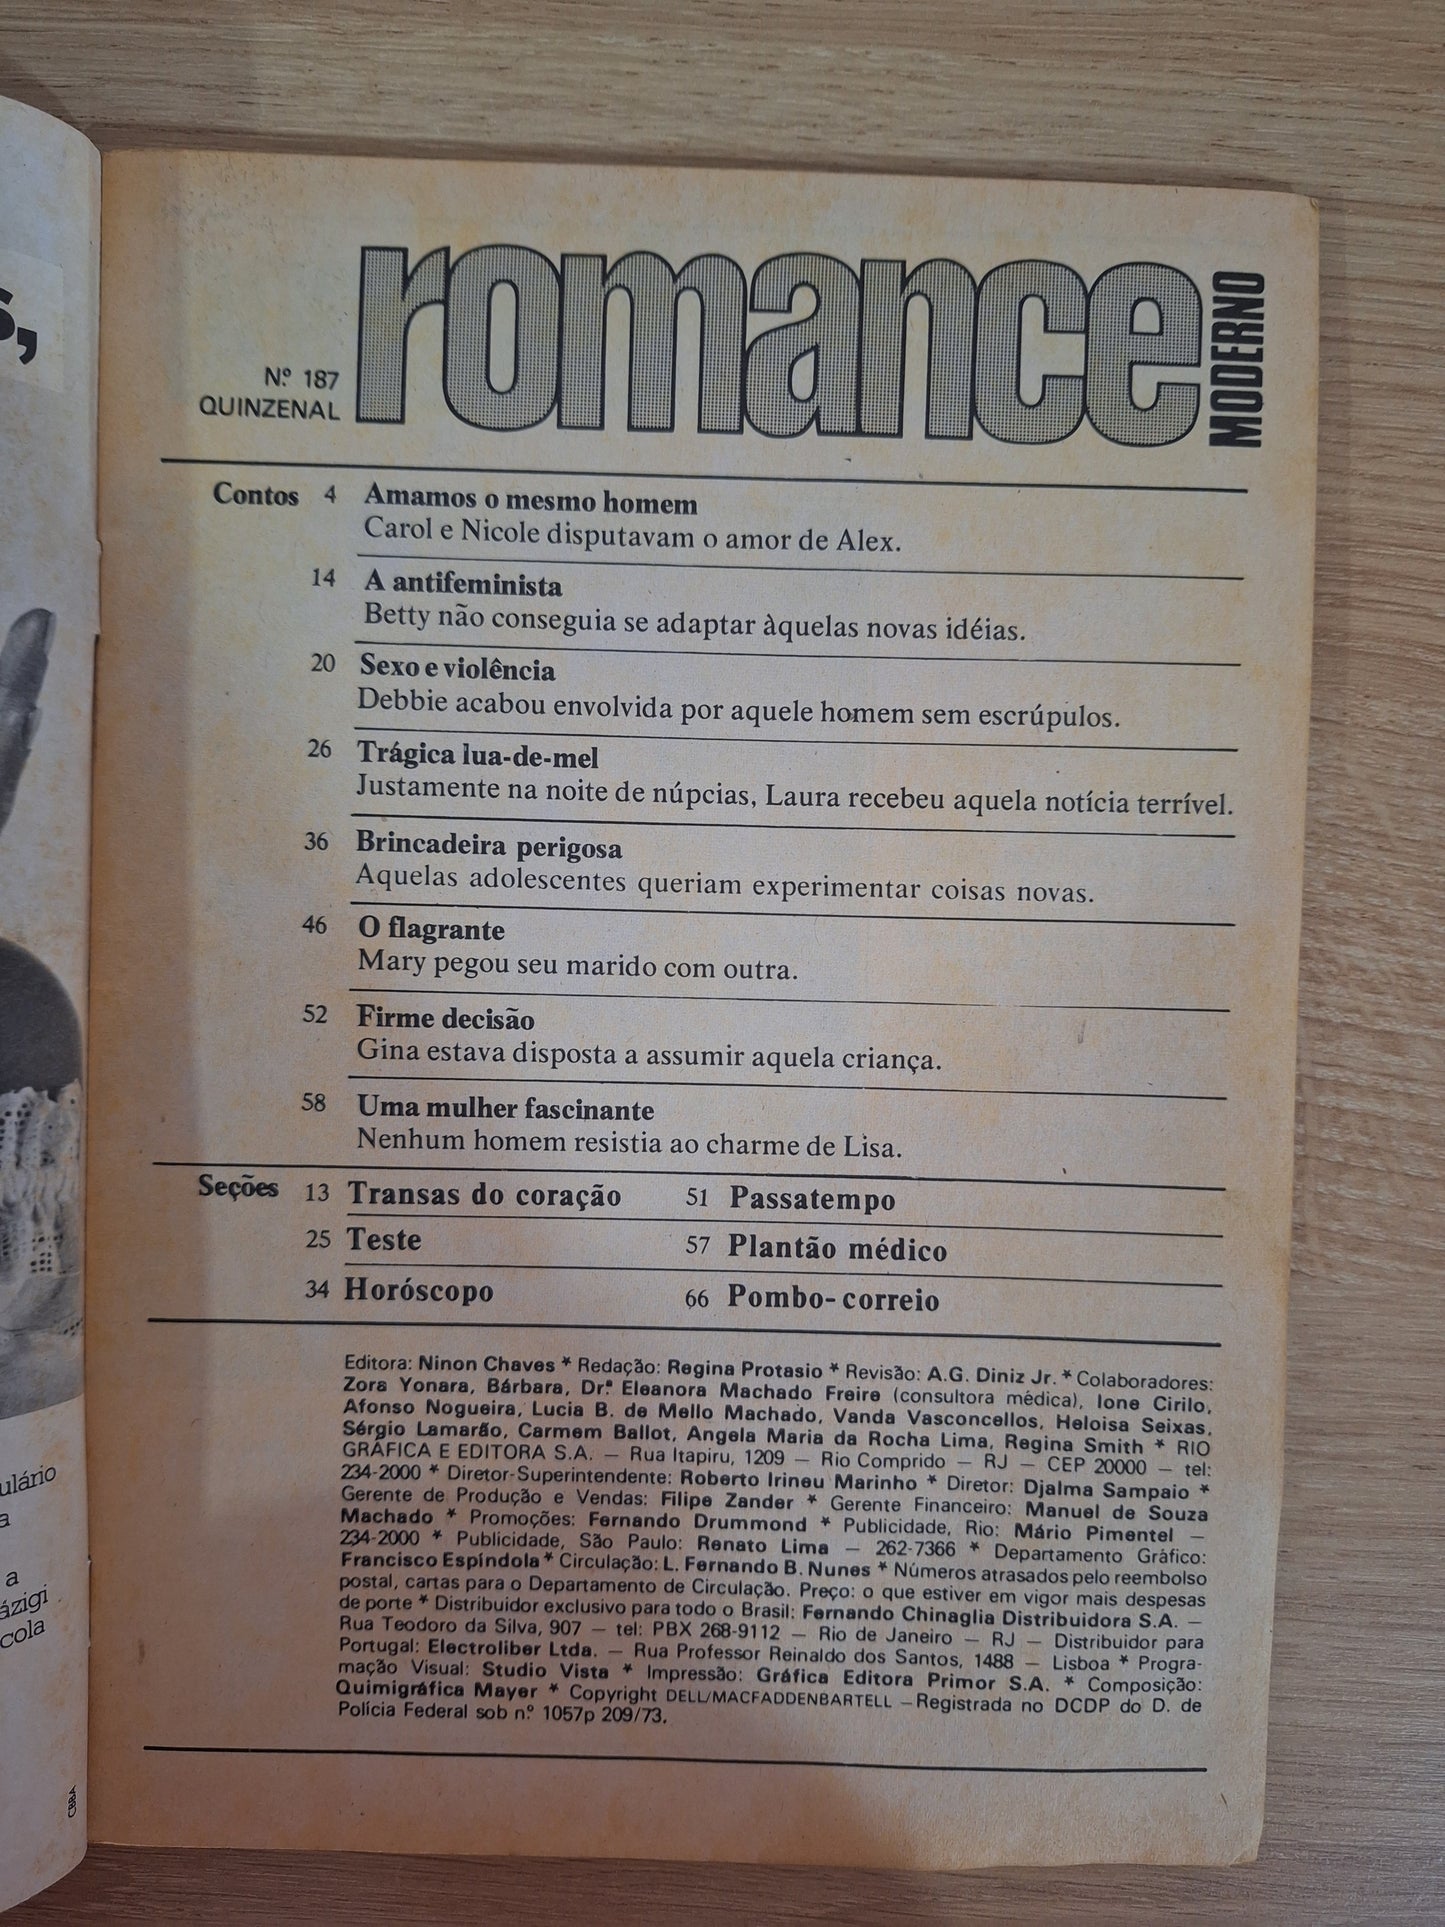 s,
ulário
a
a
ázigi
cola
CBBA
romance
MODERNO
N.º 187
QUINZENAL
Contos 4 Amamos o mesmo homem
Carol e Nicole disputavam o amor de Alex.
14 A antifeminista
Betty não conseguia se adaptar àquelas novas idéias.
20 Sexo e violência
Debbie acabou envolvida por aquele homem sem escrúpulos.
26 Trágica lua-de-mel
Justamente na noite de núpcias, Laura recebeu aquela notícia terrível.
36 Brincadeira perigosa
Aquelas adolescentes queriam experimentar coisas novas.
46 O flagrante
Mary pegou seu marido com outra.
52 Firme decisão
Gina estava disposta a assumir aquela criança.
58 Uma mulher fascinante
Nenhum homem resistia ao charme de Lisa.
Seções 13 Transas do coração 51 Passatempo
25 Teste 57 Plantão médico
34 Horóscopo 66 Pombo-correio
Editora: Ninon Chaves * Redação: Regina Protasio * Revisão: A.G. Diniz Jr. * Colaboradores:
Zora Yonara, Bárbara, Dr.ª Eleanora Machado Freire (consultora médica), Ione Cirilo,
Afonso Nogueira, Lucia B. de Mello Machado, Vanda Vasconcellos, Heloisa Seixas,
Sérgio Lamarão, Carmem Ballot, Angela Maria da Rocha Lima, Regina Smith * RIO
GRÁFICA E EDITORA S.A. — Rua Itapiru, 1209 — Rio Comprido — RJ — CEP 20000 — tel:
234-2000 * Diretor-Superintendente: Roberto Irineu Marinho * Diretor: Djalma Sampaio *
Gerente de Produção e Vendas: Filipe Zander * Gerente Financeiro: Manuel de Souza
Machado * Promoções: Fernando Drummond * Publicidade, Rio: Mário Pimentel —
234-2000 * Publicidade, São Paulo: Renato Lima — 262-7366 * Departamento Gráfico:
Francisco Espíndola * Circulação: L. Fernando B. Nunes * Números atrasados pelo reembolso
postal, cartas para o Departamento de Circulação. Preço: o que estiver em vigor mais despesas
de porte * Distribuidor exclusivo para todo o Brasil: Fernando Chinaglia Distribuidora S.A. —
Rua Teodoro da Silva, 907 — tel: PBX 268-9112 — Rio de Janeiro — RJ — Distribuidor para
Portugal: Electroliber Ltda. — Rua Professor Reinaldo dos Santos, 1488 — Lisboa * Progra-
mação Visual: Studio Vista * Impressão: Gráfica Editora Primor S.A. * Composição:
Quimigráfica Mayer * Copyright DELL/MACFADDENBARTELL — Registrada no DCDP do D. de
Polícia Federal sob n.º 1057p 209/73.